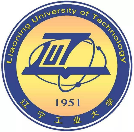 Liaoning University of Technology
1951
辽宁工业大学